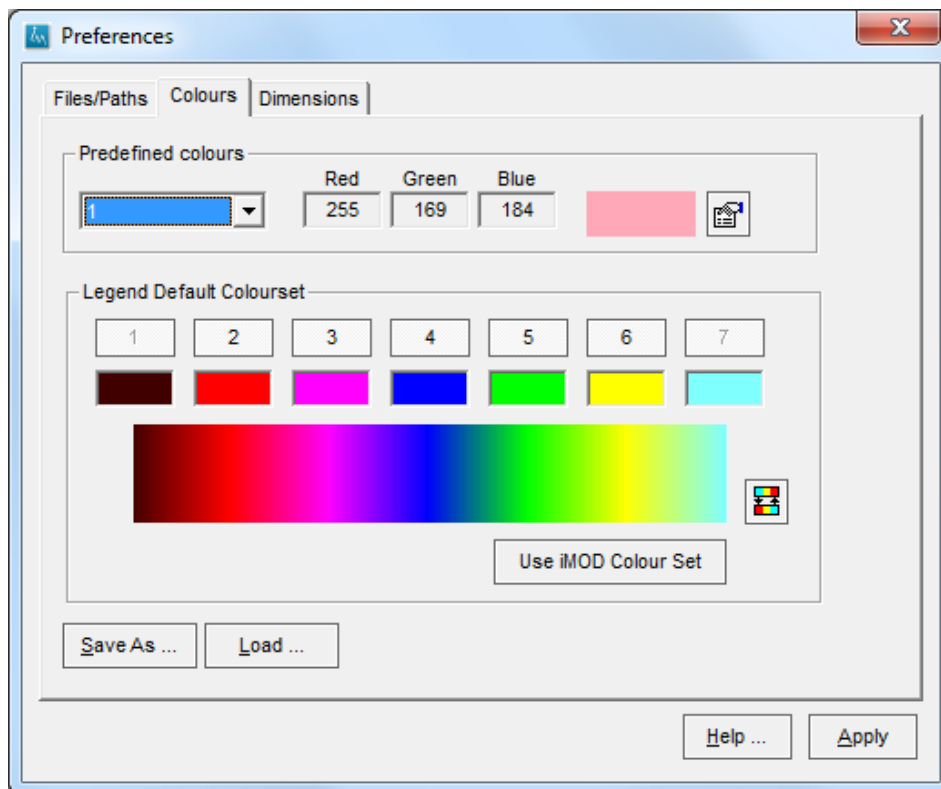 Preferences
Files/Paths Colours Dimensions
Predefined colours
Red Green Blue
1 255 169 184
Legend Default Colourset
1 2 3 4 5 6 7
Use iMOD Colour Set
Save As ... Load ...
Help ... Apply